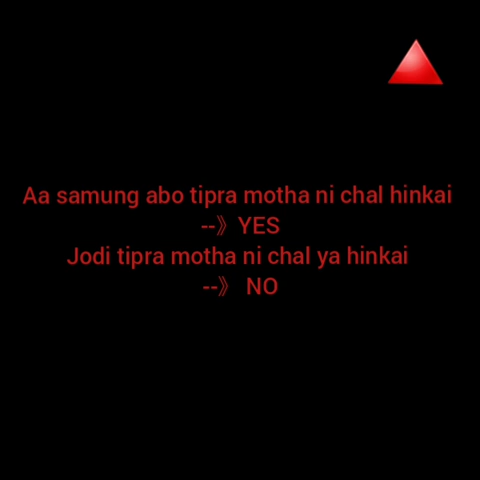 Aa samung abo tipra motha ni chal hinkai
--》YES
Jodi tipra motha ni chal ya hinkai
--》 NO